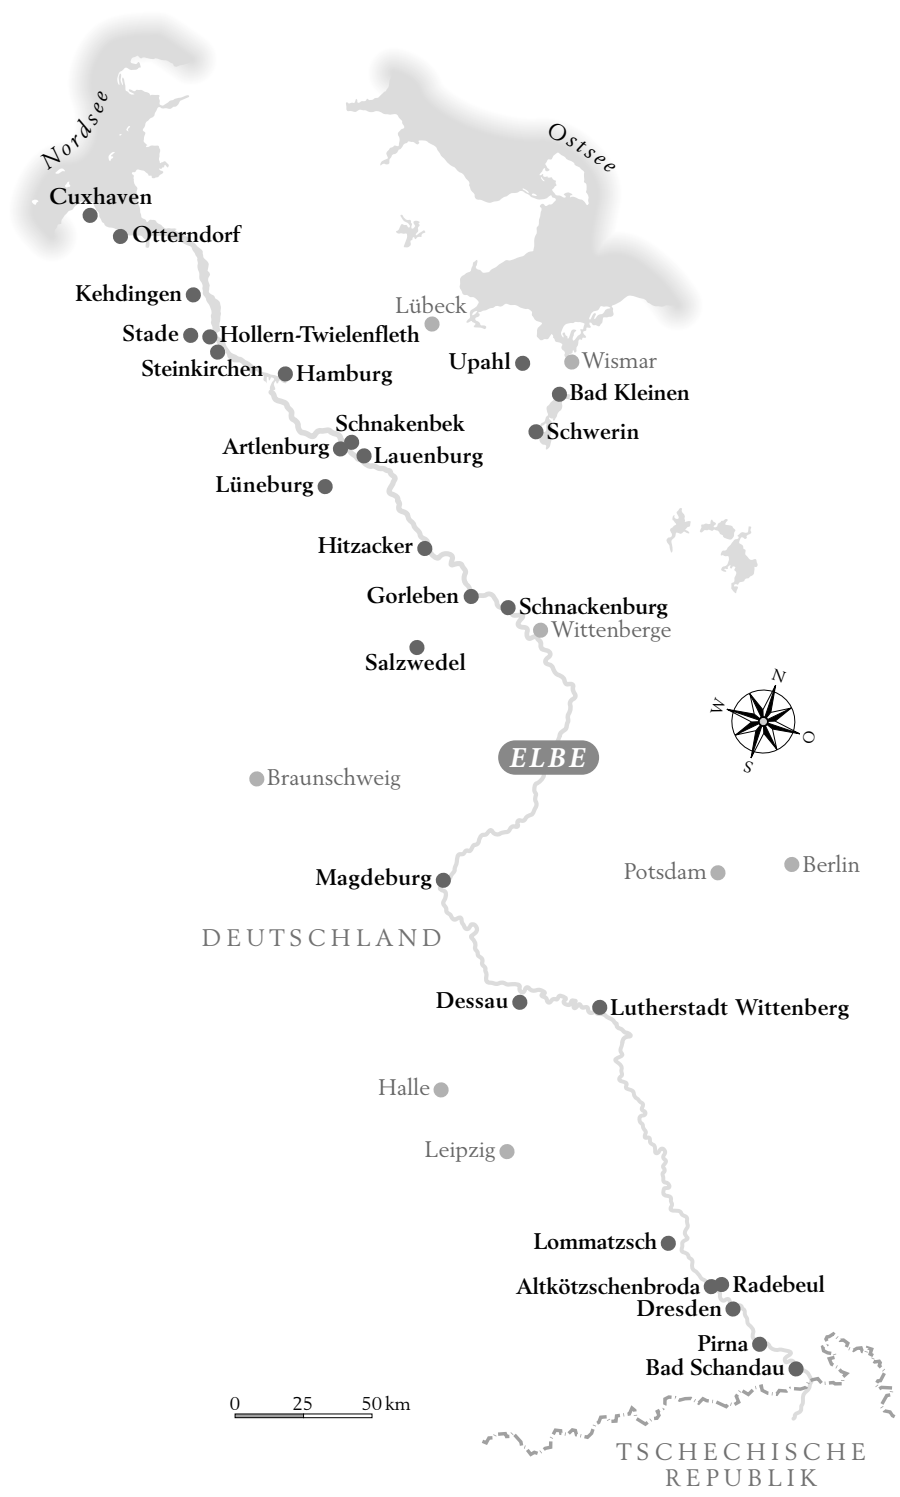 Nordsee
Ostsee
Cuxhaven
Otterndorf
Kehdingen
Lübeck
Stade
Hollern-Twielenfleth
Steinkirchen
Hamburg
Upahl
Wismar
Bad Kleinen
Schnakenbek
Schwerin
Artlenburg
Lauenburg
Lüneburg
Hitzacker
Gorleben
Schnackenburg
Wittenberge
Salzwedel
N
W
O
S
ELBE
Braunschweig
Potsdam
Berlin
Magdeburg
DEUTSCHLAND
Dessau
Lutherstadt Wittenberg
Halle
Leipzig
Lommatzsch
Altkötzschenbroda
Radebeul
Dresden
Pirna
Bad Schandau
0 25 50 km
TSCHECHISCHE
REPUBLIK